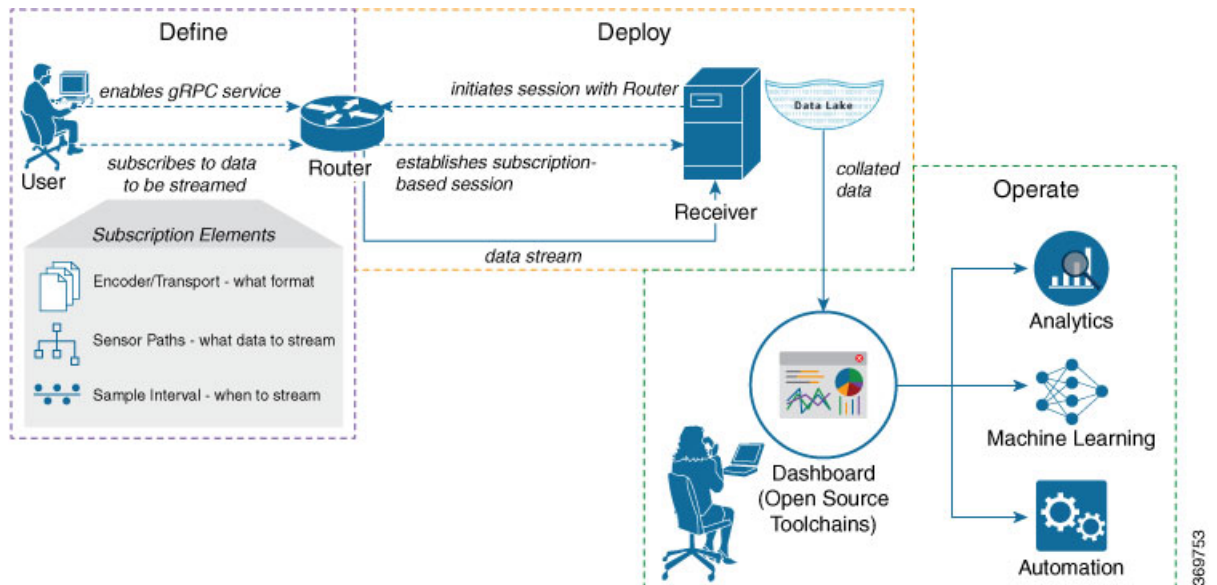 Define
enables gRPC service
subscribes to data
to be streamed
User
Router
Subscription Elements
Encoder/Transport - what format
Sensor Paths - what data to stream
Sample Interval - when to stream
Deploy
initiates session with Router
establishes subscription-
based session
Receiver
data stream
Data Lake
collated
data
Operate
Dashboard
(Open Source
Toolchains)
Analytics
Machine Learning
Automation
369753